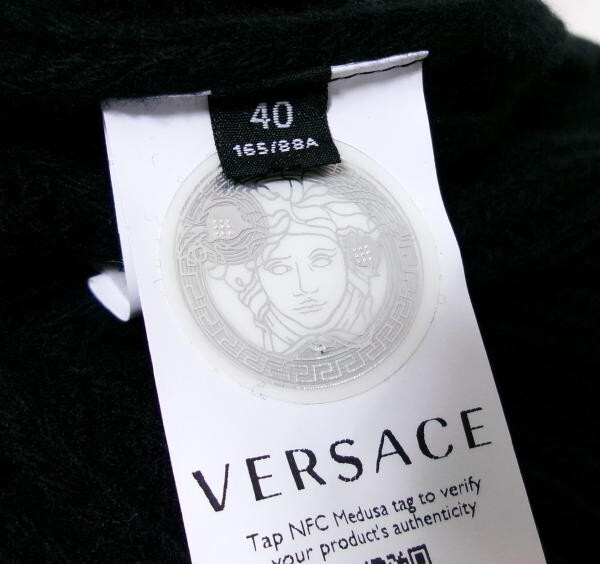 40
165/88A
VERSACE
Tap NFC Medusa tag to verify
your product's authenticity